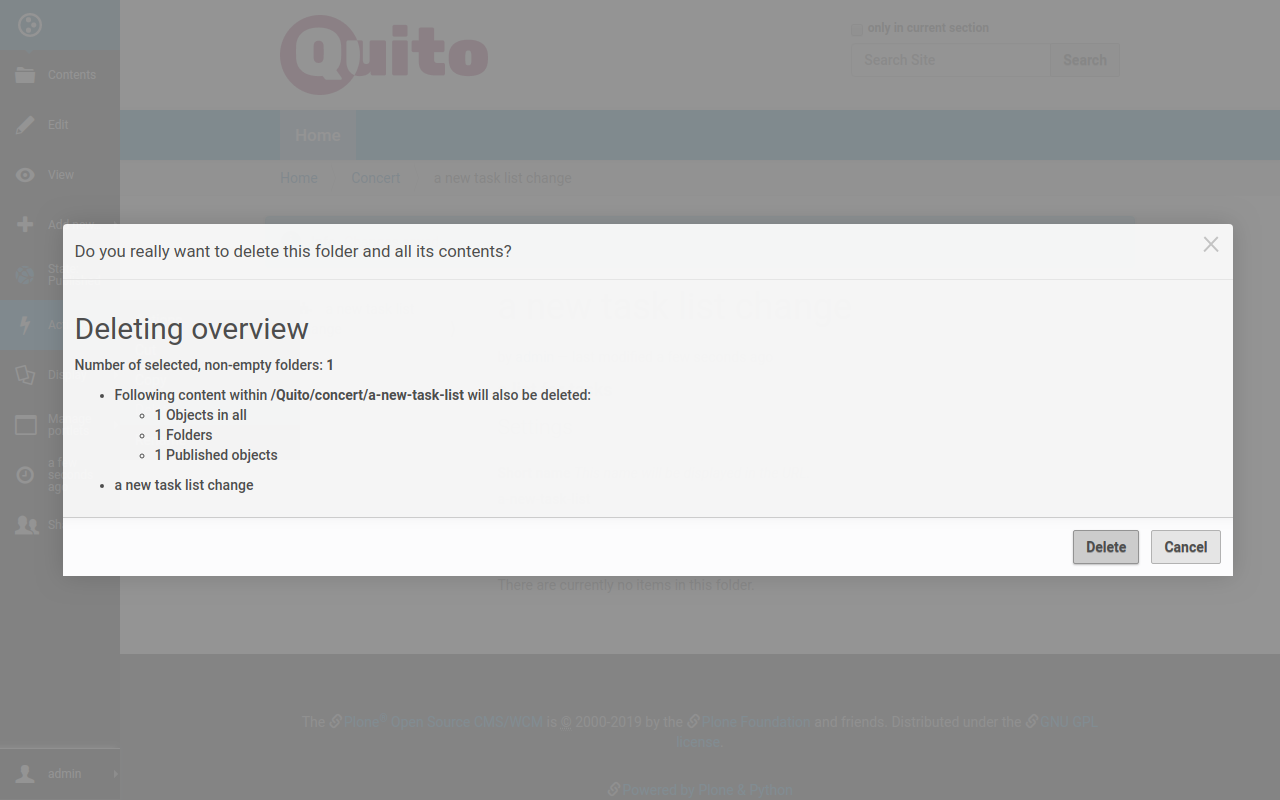 Quito
only in current section
Search Site
Search
Contents
Edit
View
Home
Home
Concert
a new task list change
Do you really want to delete this folder and all its contents?
Deleting overview
Number of selected, non-empty folders: 1
Following content within /Quito/concert/a-new-task-list will also be deleted:
1 Objects in all
1 Folders
1 Published objects
a new task list change
Delete
Cancel
There are currently no items in this folder.
The Plone® Open Source CMS/WCM is © 2000-2019 by the Plone Foundation and friends. Distributed under the GNU GPL
license.
Powered by Plone & Python
admin